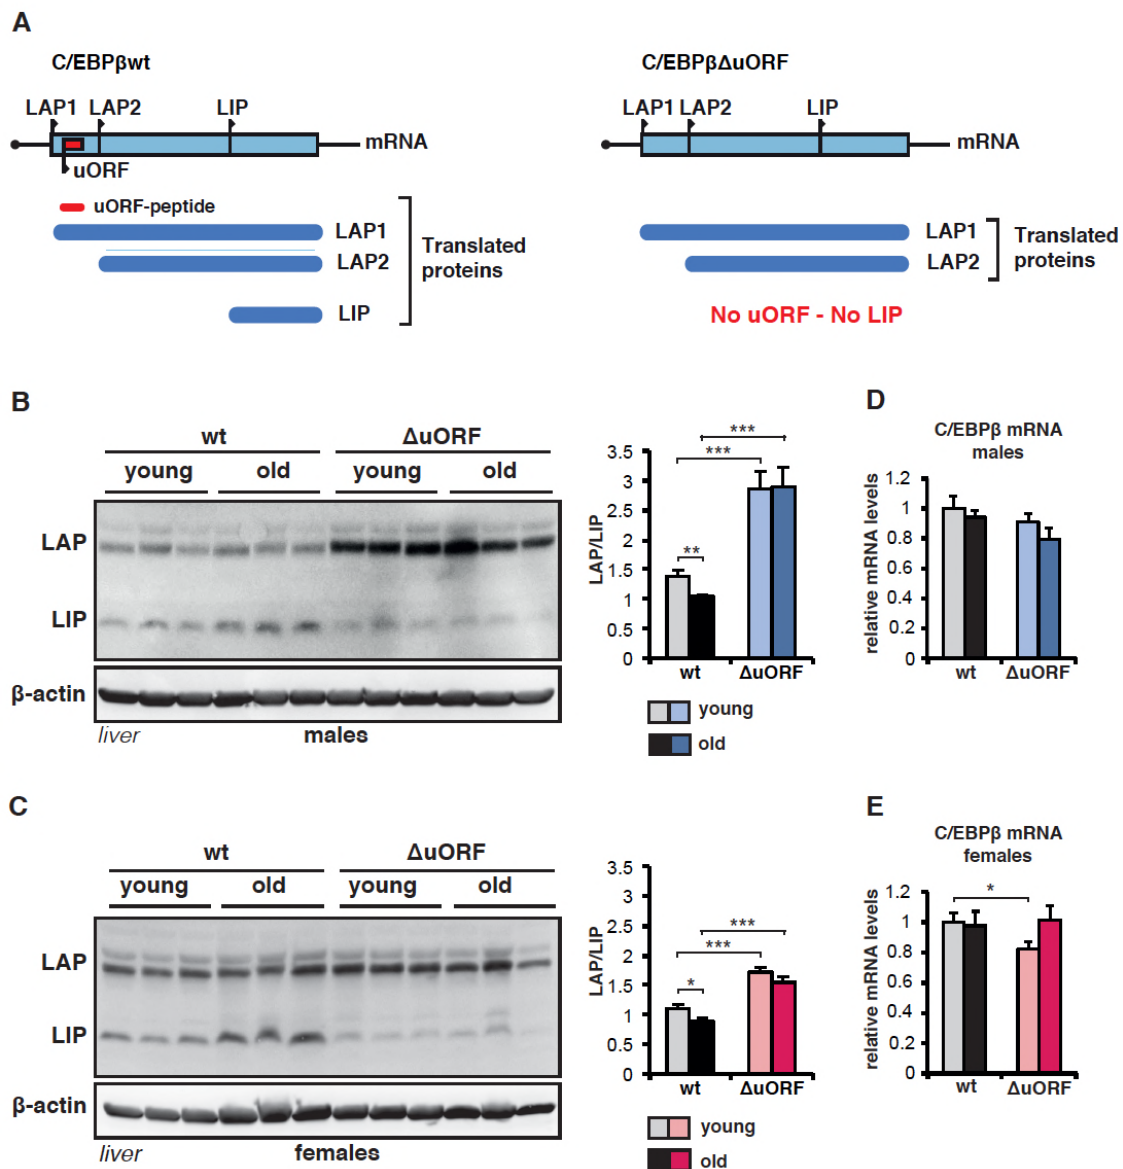 A
C/EBPβwt
C/EBPβΔuORF
LAP1 LAP2 LIP
mRNA
uORF
uORF-peptide
LAP1
LAP2
LIP
Translated
proteins
LAP1 LAP2 LIP
mRNA
LAP1
LAP2
Translated
proteins
No uORF - No LIP
B
wt ΔuORF
young old young old
LAP
LIP
β-actin
liver males
LAP/LIP
3.5
3
2.5
2
1.5
1
0.5
0
***
***
**
wt ΔuORF
young
old
D
C/EBPβ mRNA
males
relative mRNA levels
1.2
1
0.8
0.6
0.4
0.2
0
wt ΔuORF
C
wt ΔuORF
young old young old
LAP
LIP
β-actin
liver females
LAP/LIP
3.5
3
2.5
2
1.5
1
0.5
0
***
***
*
wt ΔuORF
young
old
E
C/EBPβ mRNA
females
relative mRNA levels
1.2
1
0.8
0.6
0.4
0.2
0
*
wt ΔuORF